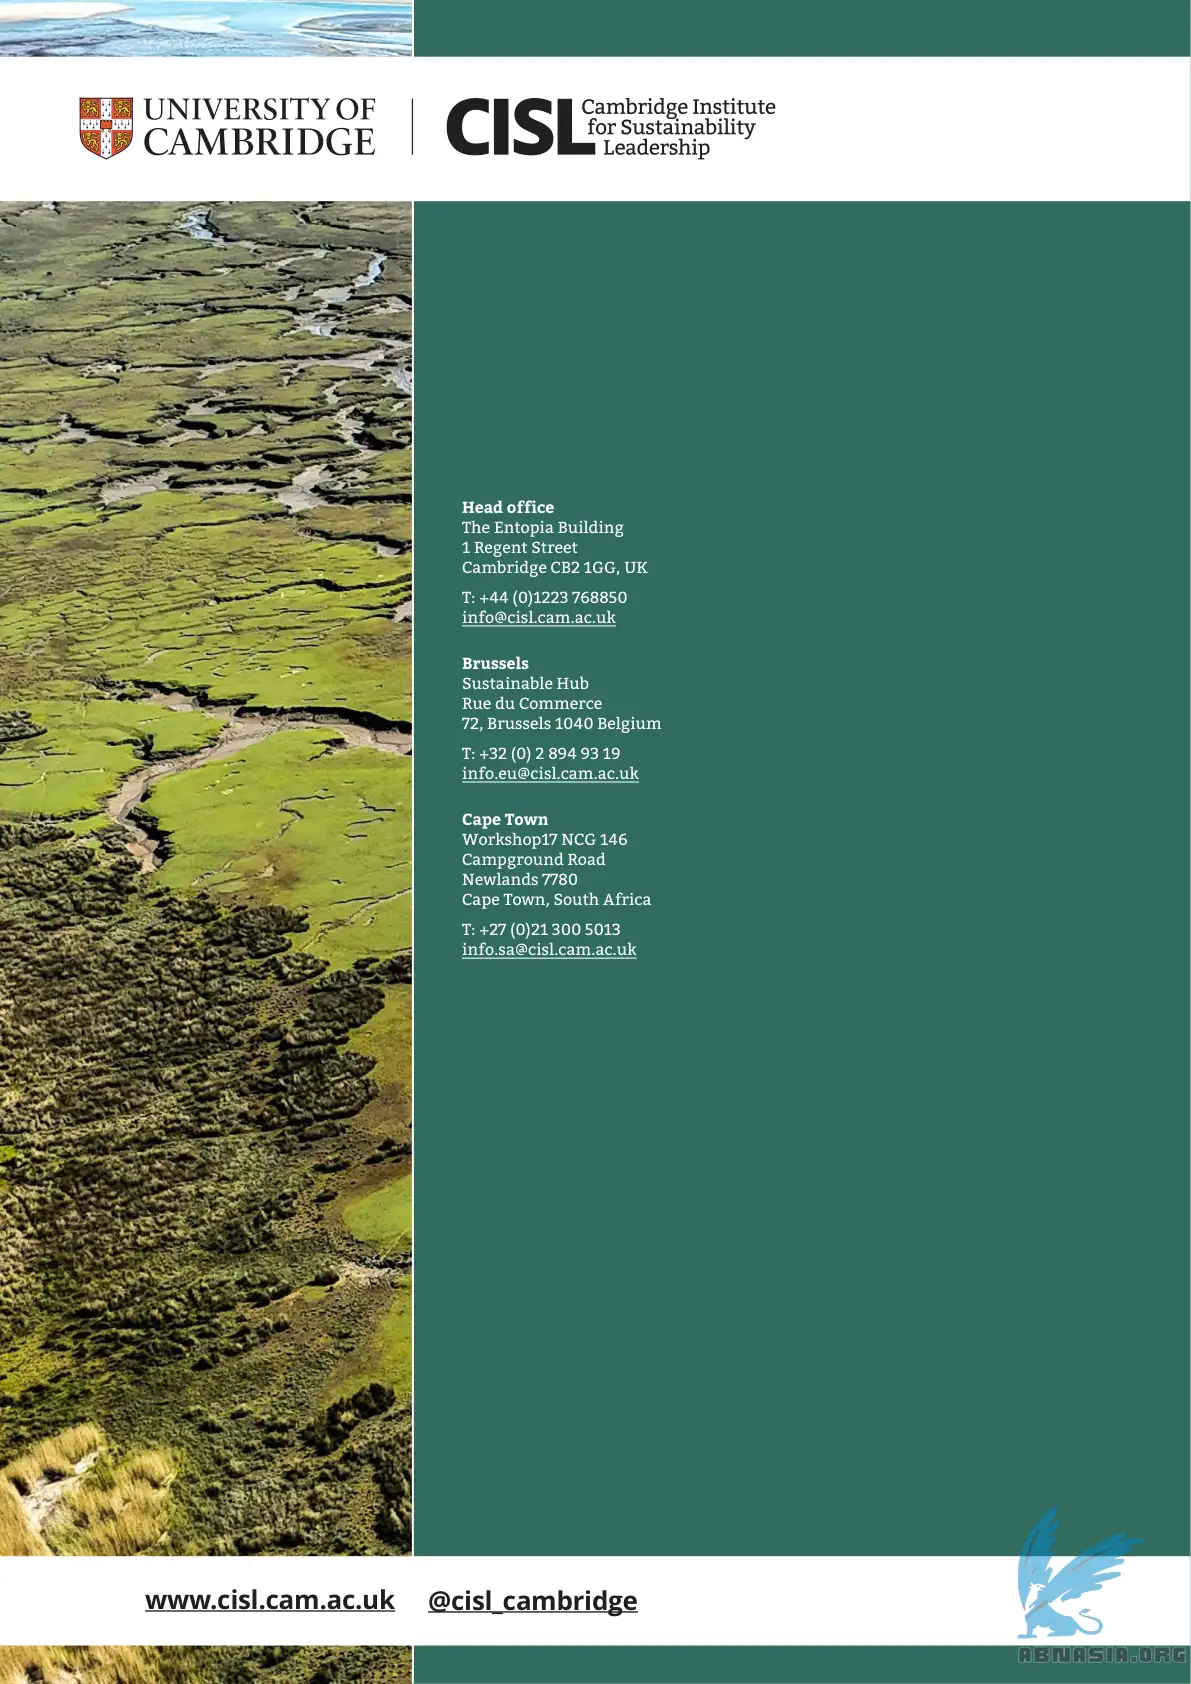 UNIVERSITY OF
CAMBRIDGE
CISL
Cambridge Institute
for Sustainability
Leadership
Head office
The Entopia Building
1 Regent Street
Cambridge CB2 1GG, UK
T: +44 (0)1223 768850
info@cisl.cam.ac.uk
Brussels
Sustainable Hub
Rue du Commerce
72, Brussels 1040 Belgium
T: +32 (0) 2 894 93 19
info.eu@cisl.cam.ac.uk
Cape Town
Workshop17 NCG 146
Campground Road
Newlands 7780
Cape Town, South Africa
T: +27 (0)21 300 5013
info.sa@cisl.cam.ac.uk
www.cisl.cam.ac.uk @cisl_cambridge
ABNASIA.ORG